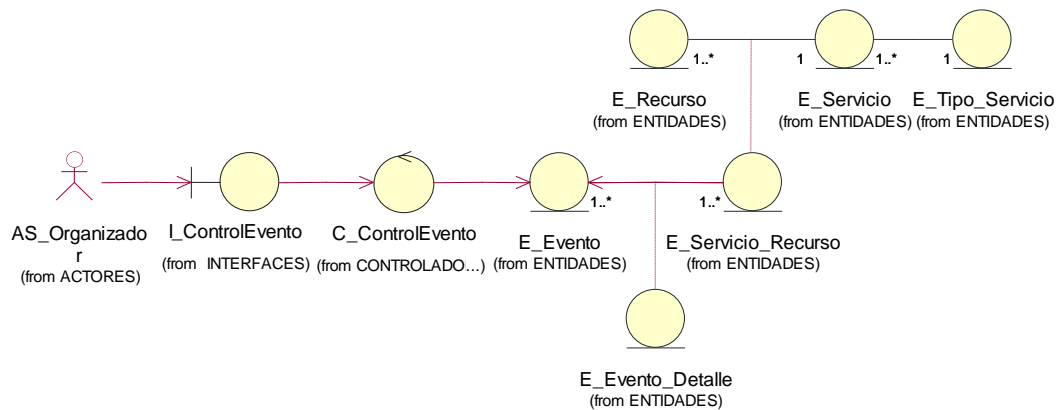 1..*
1
1..*
1
E_Recurso
(from ENTIDADES)
E_Servicio
(from ENTIDADES)
E_Tipo_Servicio
(from ENTIDADES)
AS_Organizado
r
(from ACTORES)
I_ControlEvento
(from INTERFACES)
C_ControlEvento
(from CONTROLADO...)
1..*
E_Evento
(from ENTIDADES)
1..*
E_Servicio_Recurso
(from ENTIDADES)
E_Evento_Detalle
(from ENTIDADES)